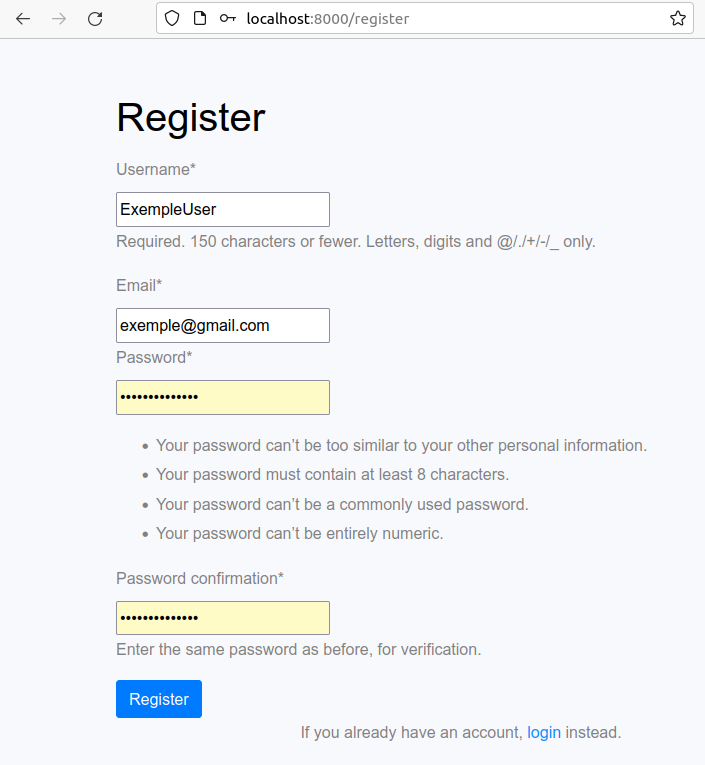 localhost:8000/register
Register
Username*
ExempleUser
Required. 150 characters or fewer. Letters, digits and @/./+/-/_ only.
Email*
exemple@gmail.com
Password*
••••••••••••••
• Your password can’t be too similar to your other personal information.
• Your password must contain at least 8 characters.
• Your password can’t be a commonly used password.
• Your password can’t be entirely numeric.
Password confirmation*
••••••••••••••
Enter the same password as before, for verification.
Register
If you already have an account, login instead.